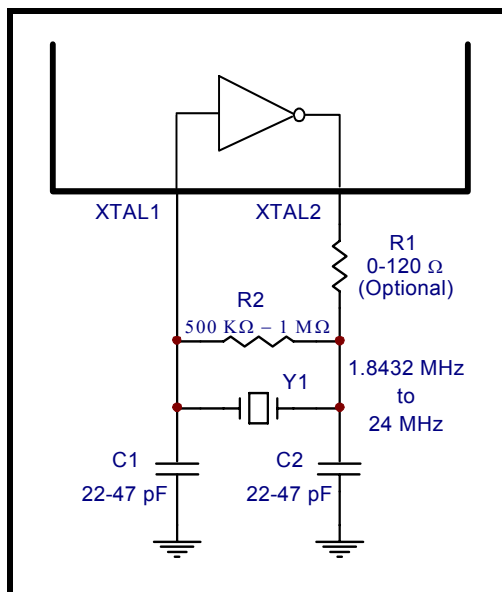 XTAL1
XTAL2
R1
0-120 Ω
(Optional)
R2
500 KΩ – 1 MΩ
Y1
1.8432 MHz
to
24 MHz
C1
22-47 pF
C2
22-47 pF